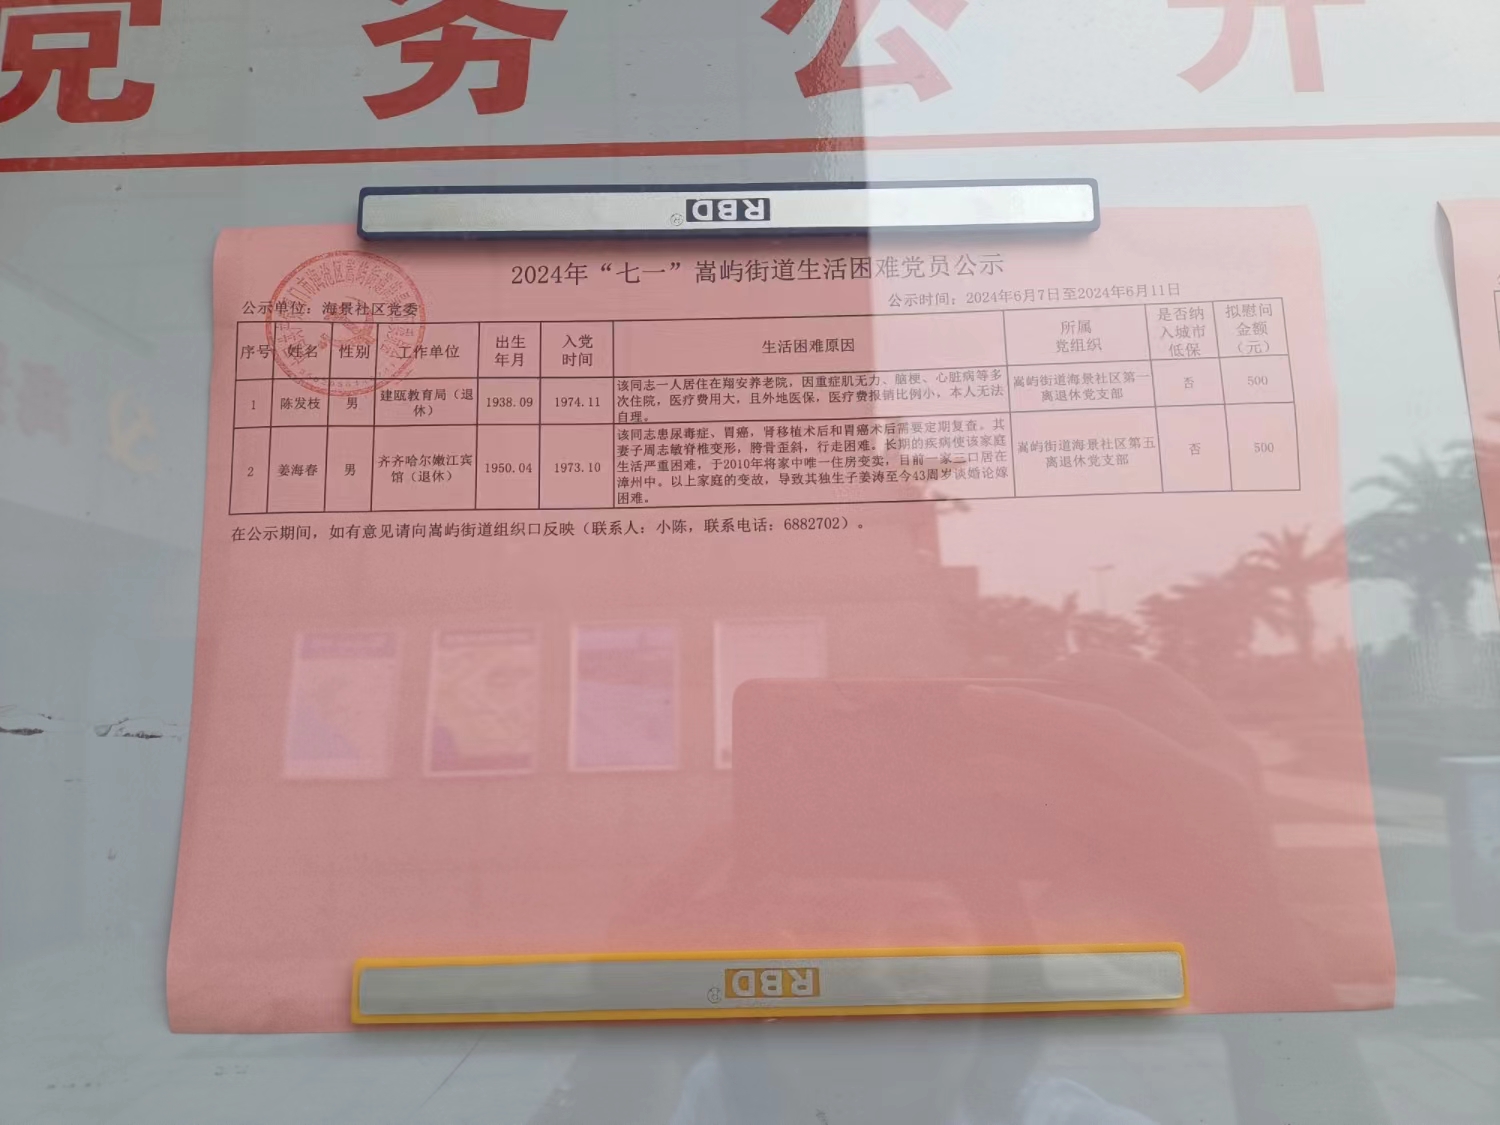 党务公开
RBD
2024年“七一”嵩屿街道生活困难党员公示
公示单位：海景社区党委
公示时间：2024年6月7日至2024年6月11日
序号 姓名 性别 工作单位 出生年月 入党时间 生活困难原因 所属党组织 是否纳入城市低保 拟慰问金额（元）
1 陈发枝 男 建瓯教育局（退休） 1938.09 1974.11 该同志一人居住在翔安养老院，因重症肌无力、脑梗、心脏病等多次住院，医疗费用大，且外地医保，医疗费报销比例小，本人无法自理。 嵩屿街道海景社区第一离退休党支部 否 500
2 姜海春 男 齐齐哈尔嫩江宾馆（退休） 1950.04 1973.10 该同志患尿毒症、胃癌，肾移植术后和胃癌术后需要定期复查。其妻子周志敏脊椎变形，胯骨歪斜，行走困难。长期的疾病使该家庭生活严重困难，于2010年将家中唯一住房变卖，目前一家三口居在漳州中。以上家庭的变故，导致其独生子姜涛至今43周岁谈婚论嫁困难。 嵩屿街道海景社区第五离退休党支部 否 500
在公示期间，如有意见请向嵩屿街道组织口反映（联系人：小陈，联系电话：6882702）。
RBD